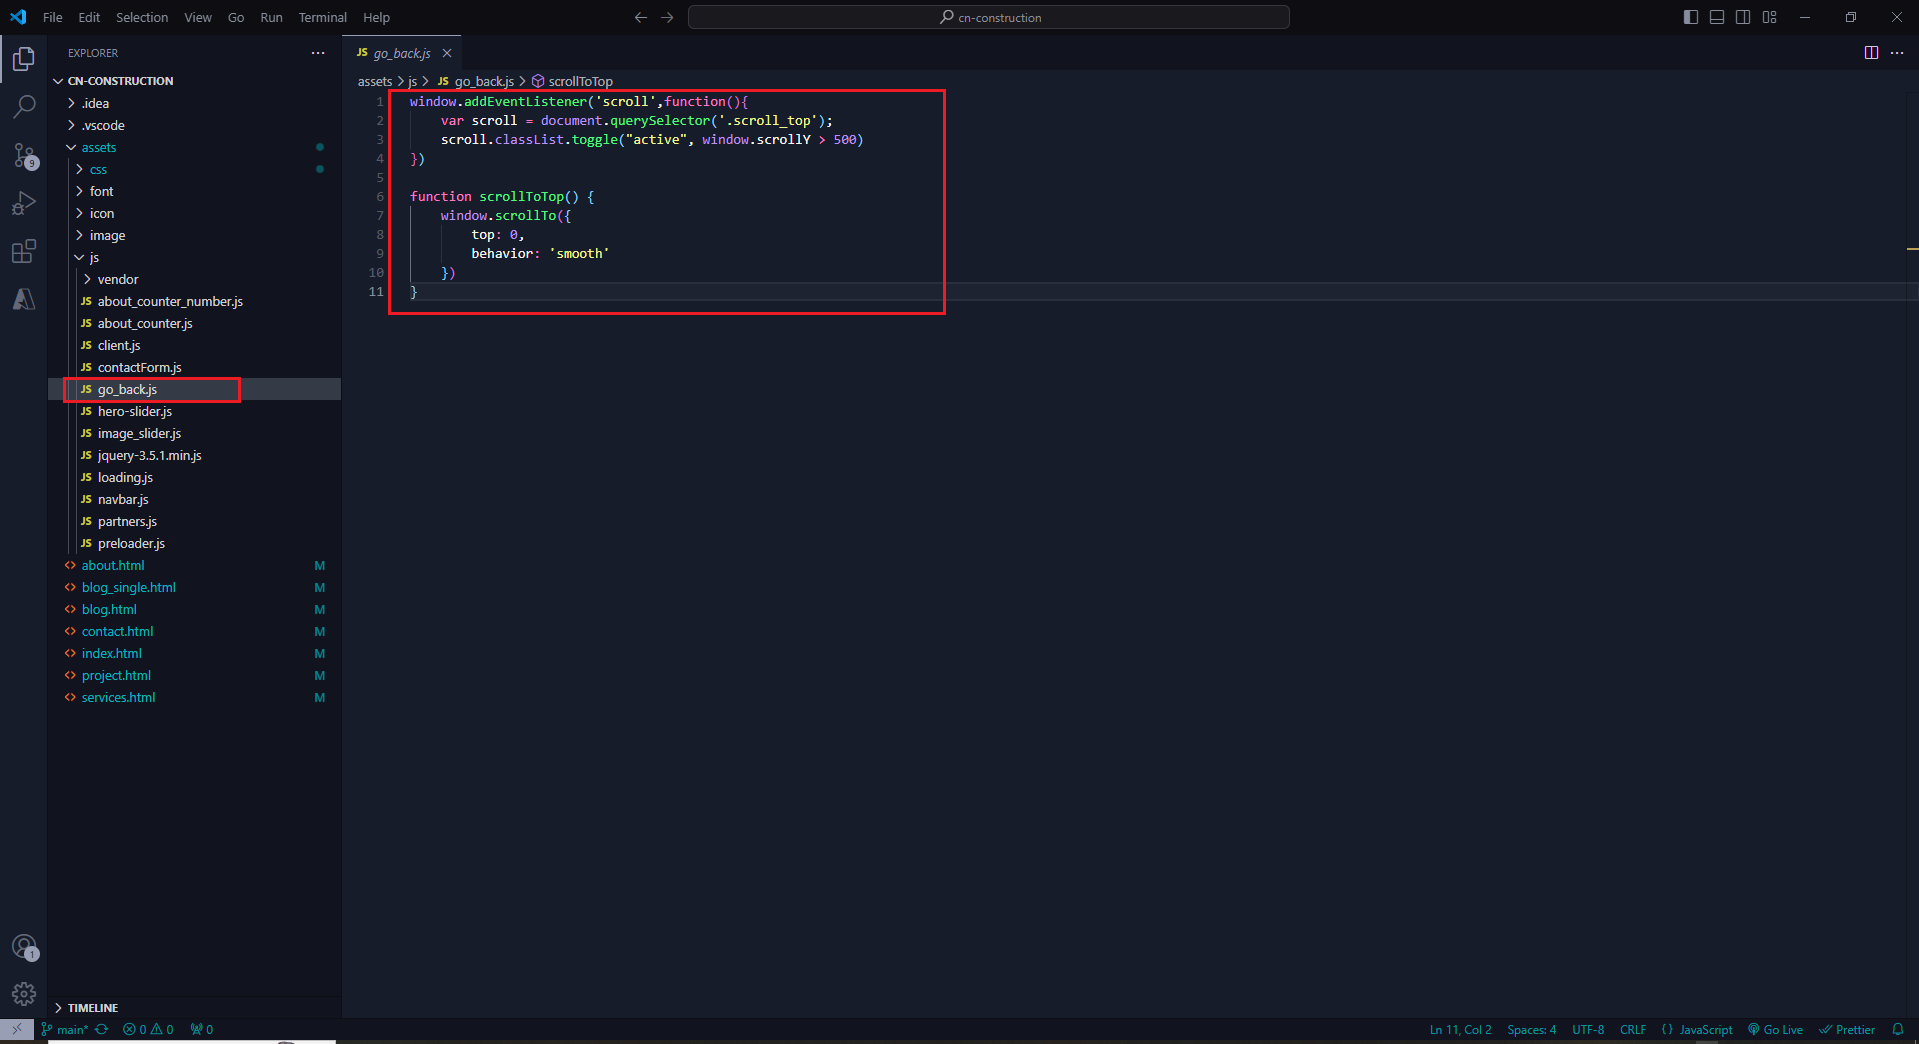 File Edit Selection View Go Run Terminal Help
cn-construction
EXPLORER
CN-CONSTRUCTION
.idea
.vscode
assets
css
font
icon
image
js
vendor
JS about_counter_number.js
JS about_counter.js
JS client.js
JS contactForm.js
JS go_back.js
JS hero-slider.js
JS image_slider.js
JS jquery-3.5.1.min.js
JS loading.js
JS navbar.js
JS partners.js
JS preloader.js
<> about.html M
<> blog_single.html M
<> blog.html M
<> contact.html M
<> index.html M
<> project.html M
<> services.html M
TIMELINE
9
1
JS go_back.js
assets > js > JS go_back.js > scrollToTop
1 window.addEventListener('scroll',function(){
2 var scroll = document.querySelector('.scroll_top');
3 scroll.classList.toggle("active", window.scrollY > 500)
4 })
5
6 function scrollToTop() {
7 window.scrollTo({
8 top: 0,
9 behavior: 'smooth'
10 })
11 }
main* 0 0 0 Ln 11, Col 2 Spaces: 4 UTF-8 CRLF {} JavaScript Go Live Prettier